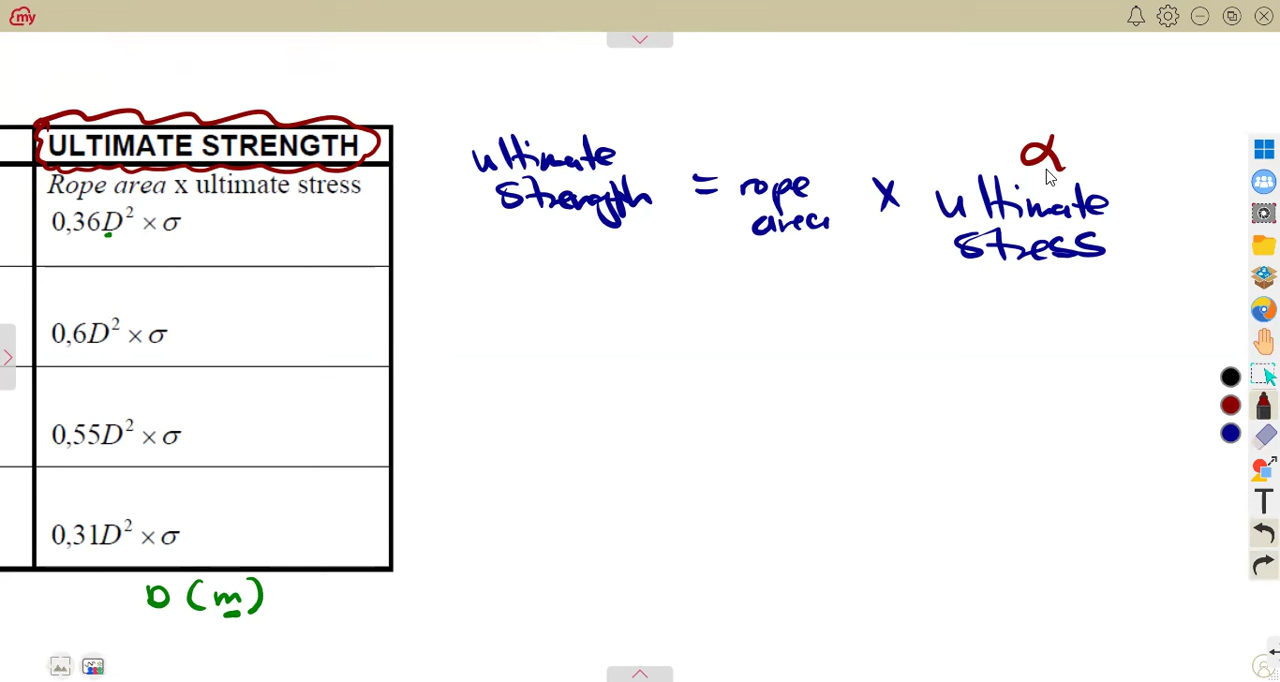 my
ULTIMATE STRENGTH
Rope area x ultimate stress
0,36D² × σ
0,6D² × σ
0,55D² × σ
0,31D² × σ
D (m)
ultimate strength = rope area x ultimate stress
α
T